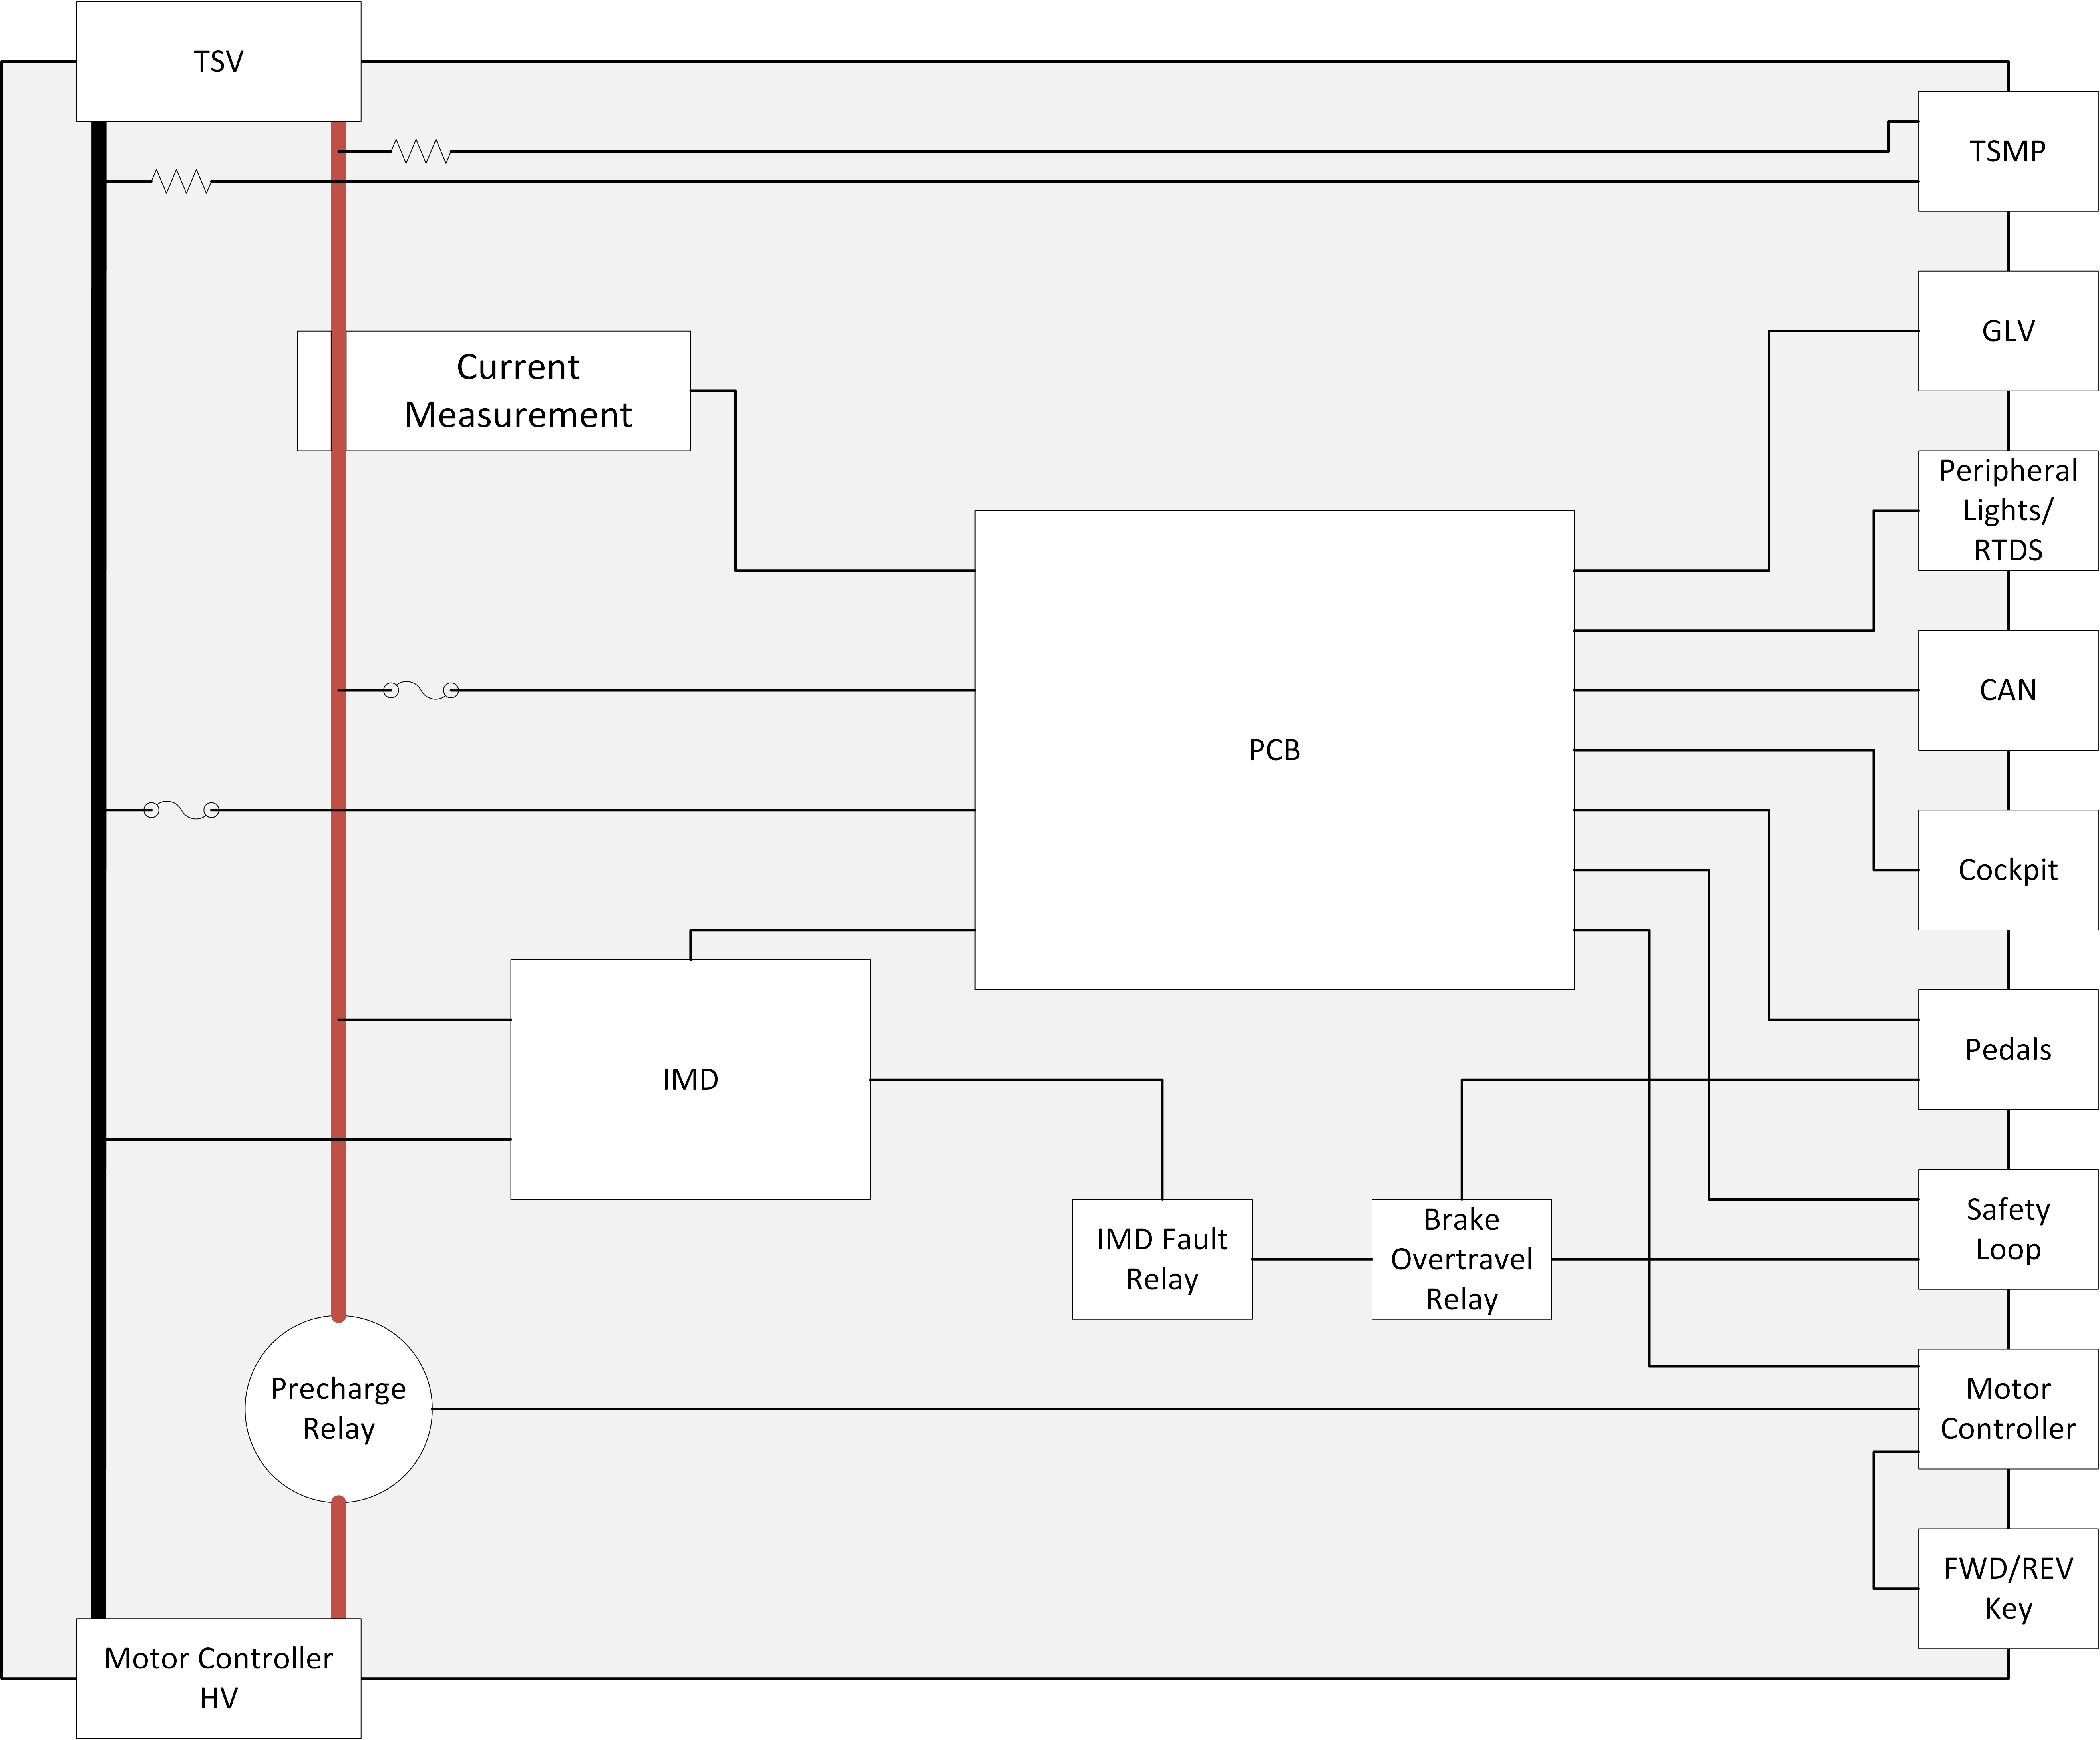 TSV
TSMP
GLV
Current
Measurement
Peripheral
Lights/
RTDS
CAN
PCB
Cockpit
Pedals
IMD
Safety
Loop
IMD Fault
Relay
Brake
Overtravel
Relay
Precharge
Relay
Motor
Controller
FWD/REV
Key
Motor Controller
HV